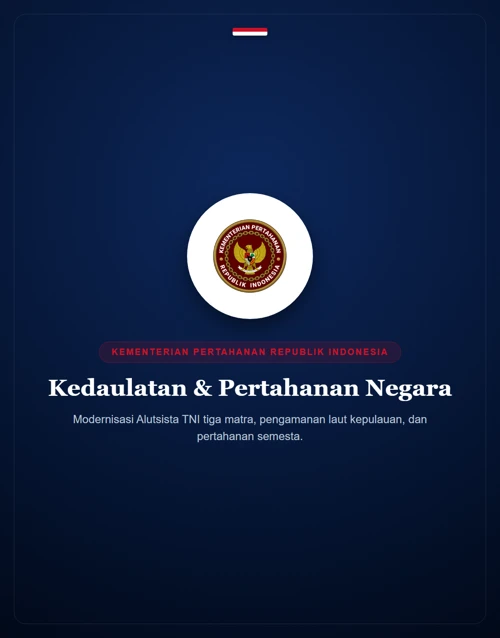 KEMENTERIAN PERTAHANAN
REPUBLIK INDONESIA
KEMENTERIAN PERTAHANAN REPUBLIK INDONESIA
Kedaulatan & Pertahanan Negara
Modernisasi Alutsista TNI tiga matra, pengamanan laut kepulauan, dan
pertahanan semesta.